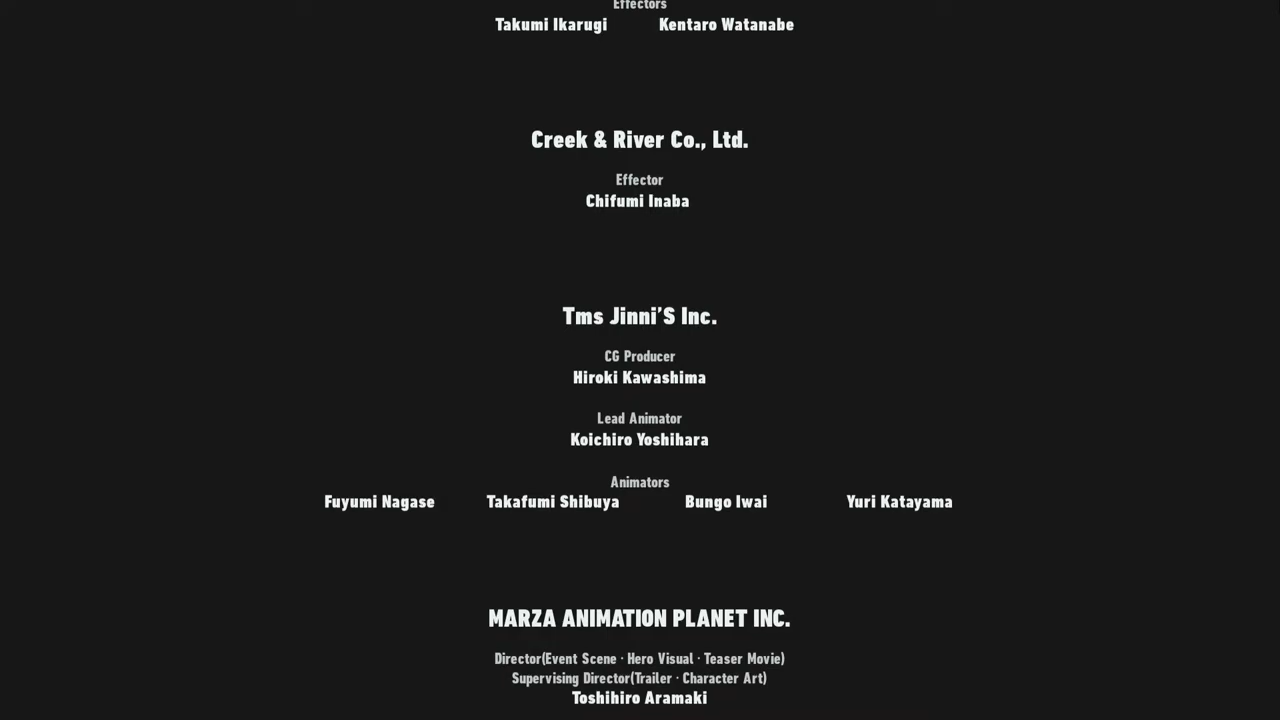 Effectors
Takumi Ikarugi Kentaro Watanabe
Creek & River Co., Ltd.
Effector
Chifumi Inaba
Tms Jinni'S Inc.
CG Producer
Hiroki Kawashima
Lead Animator
Koichiro Yoshihara
Animators
Fuyumi Nagase Takafumi Shibuya Bungo Iwai Yuri Katayama
MARZA ANIMATION PLANET INC.
Director(Event Scene · Hero Visual · Teaser Movie)
Supervising Director(Trailer · Character Art)
Toshihiro Aramaki